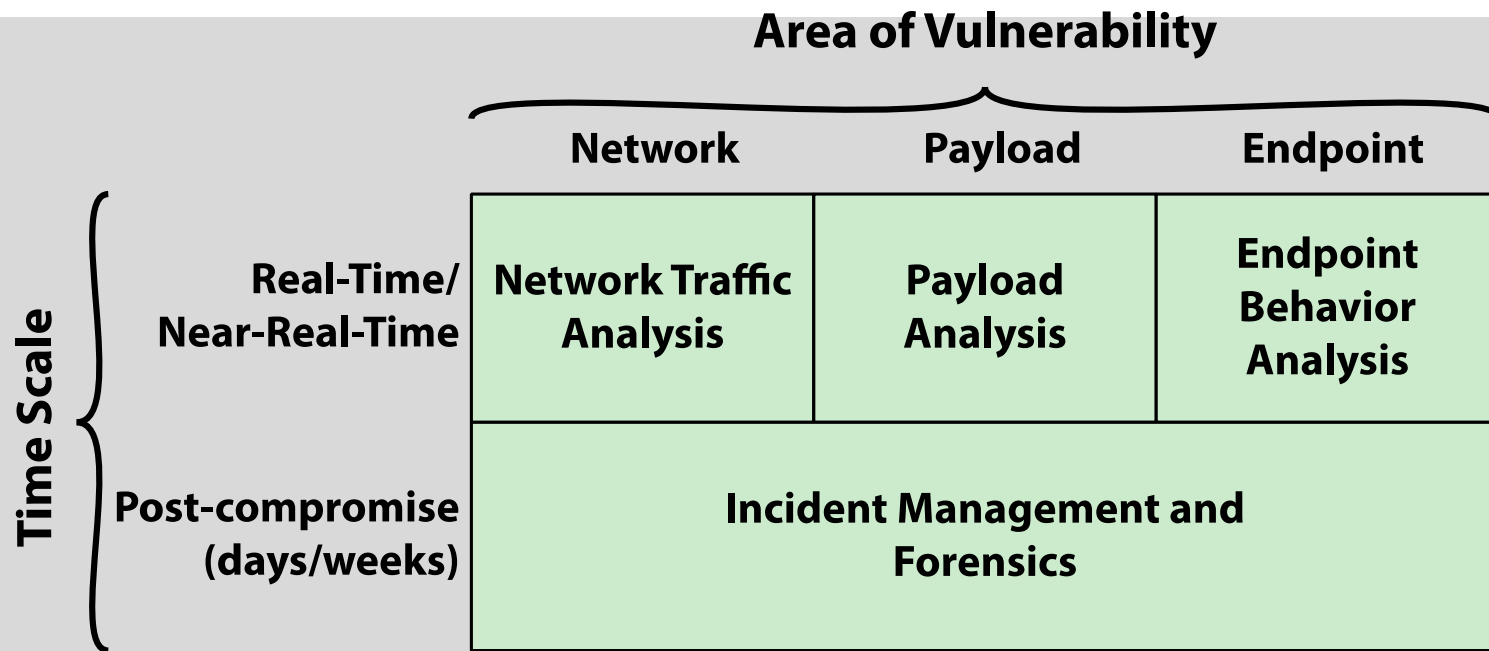 Area of Vulnerability
Network
Payload
Endpoint
Time Scale
Real-Time/
Near-Real-Time
Network Traffic
Analysis
Payload
Analysis
Endpoint
Behavior
Analysis
Post-compromise
(days/weeks)
Incident Management and
Forensics